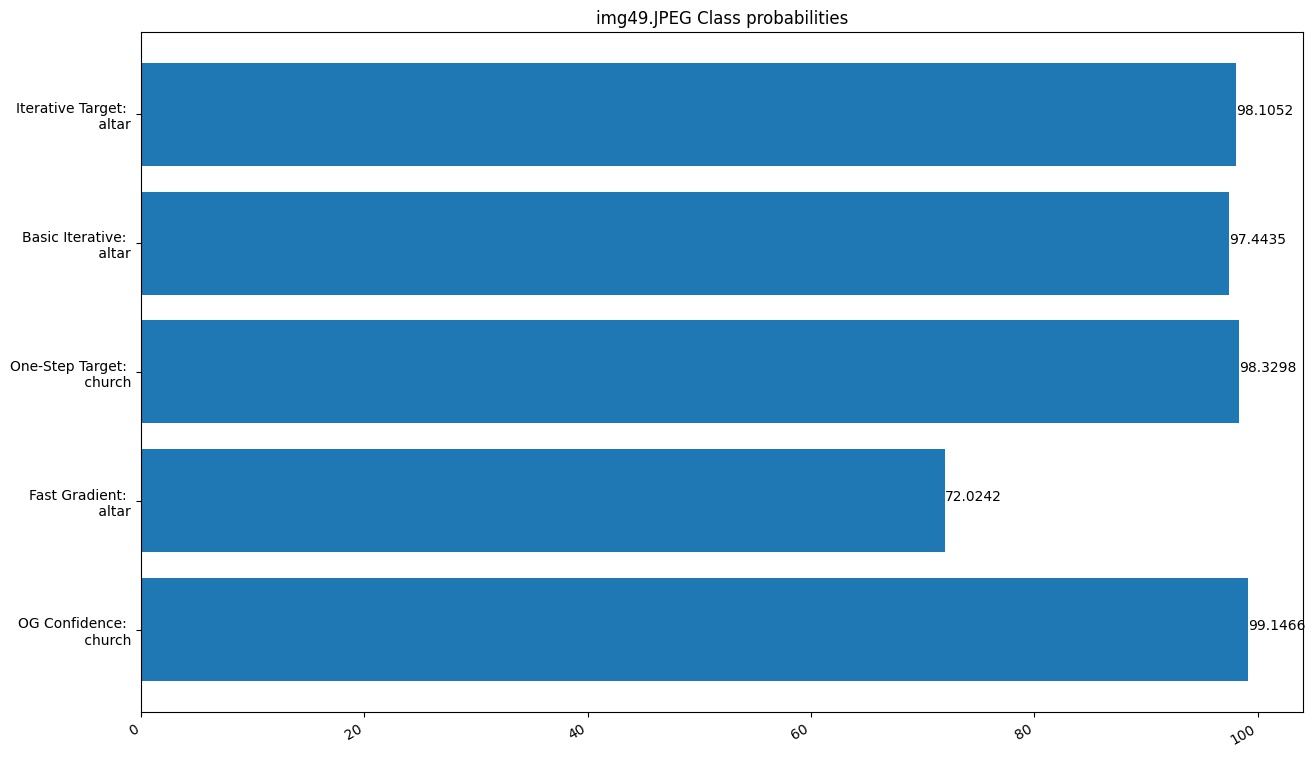 img49.JPEG Class probabilities
Iterative Target:
altar
98.1052
Basic Iterative:
altar
97.4435
One-Step Target:
church
98.3298
Fast Gradient:
altar
72.0242
OG Confidence:
church
99.1466
0
20
40
60
80
100